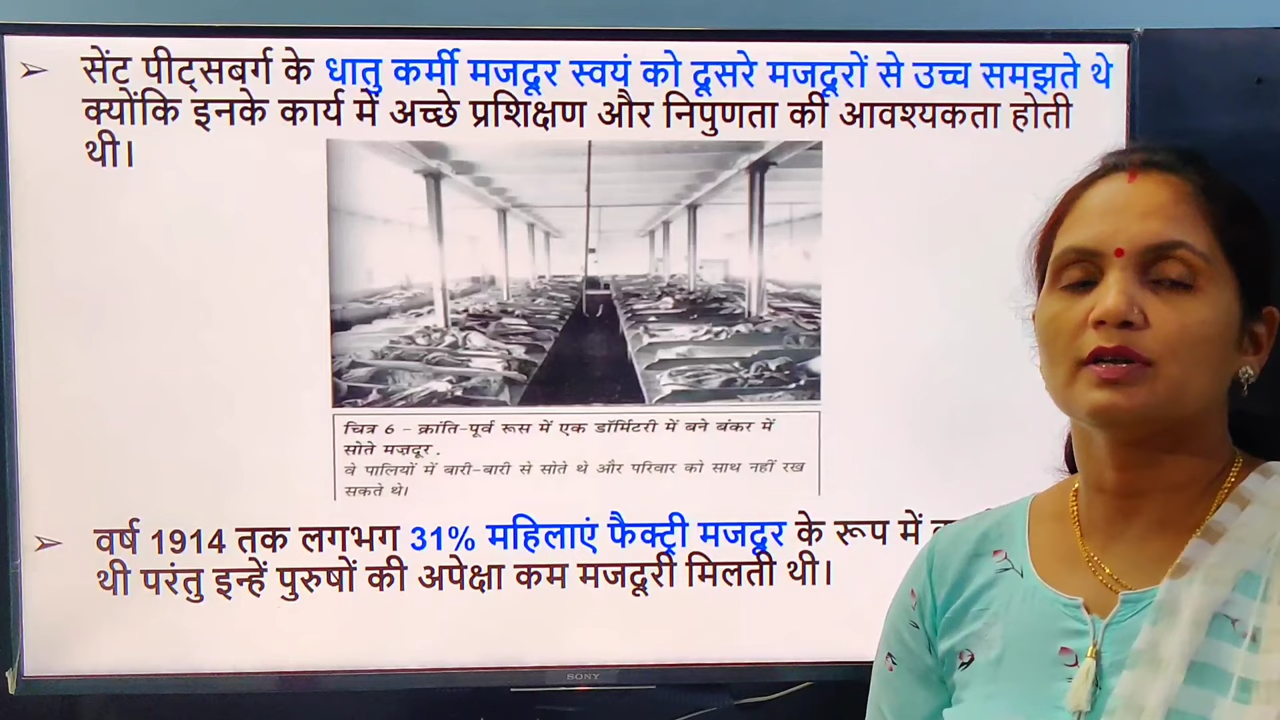 ➢ सेंट पीट्सबर्ग के धातु कर्मी मजदूर स्वयं को दूसरे मजदूरों से उच्च समझते थे
क्योंकि इनके कार्य में अच्छे प्रशिक्षण और निपुणता की आवश्यकता होती
थी।
चित्र 6 - क्रांति-पूर्व रूस में एक डॉर्मिटरी में बने बंकर में
सोते मज़दूर.
वे पालियों में बारी-बारी से सोते थे और परिवार को साथ नहीं रख
सकते थे।
➢ वर्ष 1914 तक लगभग 31% महिलाएं फैक्ट्री मजदूर के रूप में
थी परंतु इन्हें पुरुषों की अपेक्षा कम मजदूरी मिलती थी।
SONY